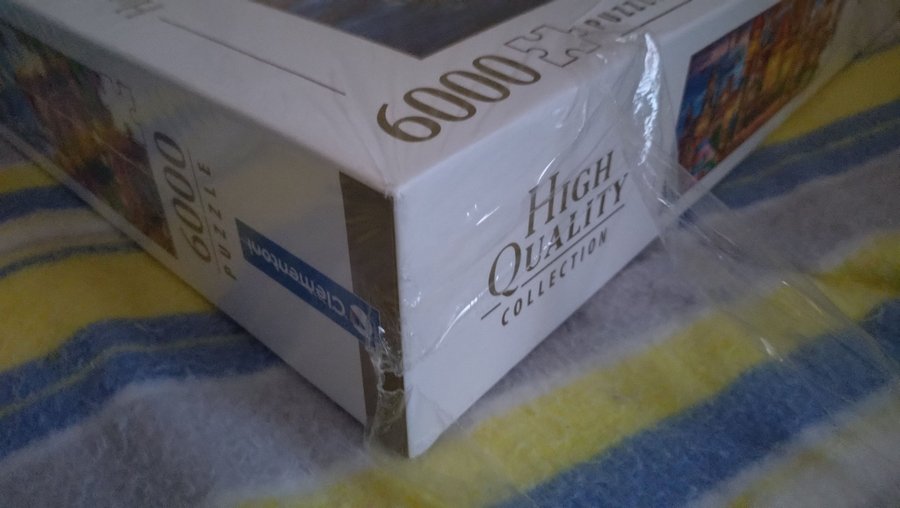 6000
PUZZLE
HIGH
QUALITY
COLLECTION
6000
PUZZLE
Clementoni